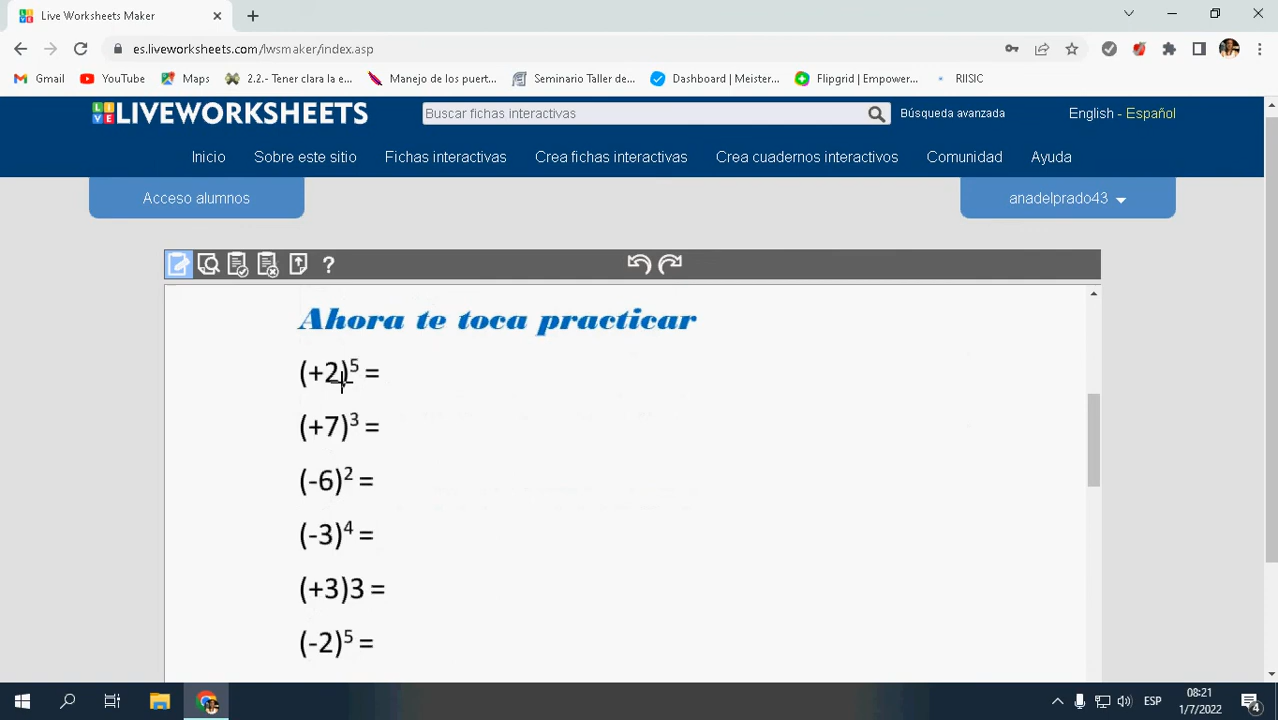 Live Worksheets Maker
es.liveworksheets.com/lwsmaker/index.asp
Gmail YouTube Maps 2.2.- Tener clara la e... Manejo de los puert... Seminario Taller de... Dashboard | Meister... Flipgrid | Empower... RIISIC
LIVEWORKSHEETS Buscar fichas interactivas Búsqueda avanzada English - Español
Inicio Sobre este sitio Fichas interactivas Crea fichas interactivas Crea cuadernos interactivos Comunidad Ayuda
Acceso alumnos anadelprado43
?
Ahora te toca practicar
(+2)⁵ =
(+7)³ =
(-6)² =
(-3)⁴ =
(+3)3 =
(-2)⁵ =
ESP 08:21
1/7/2022 4